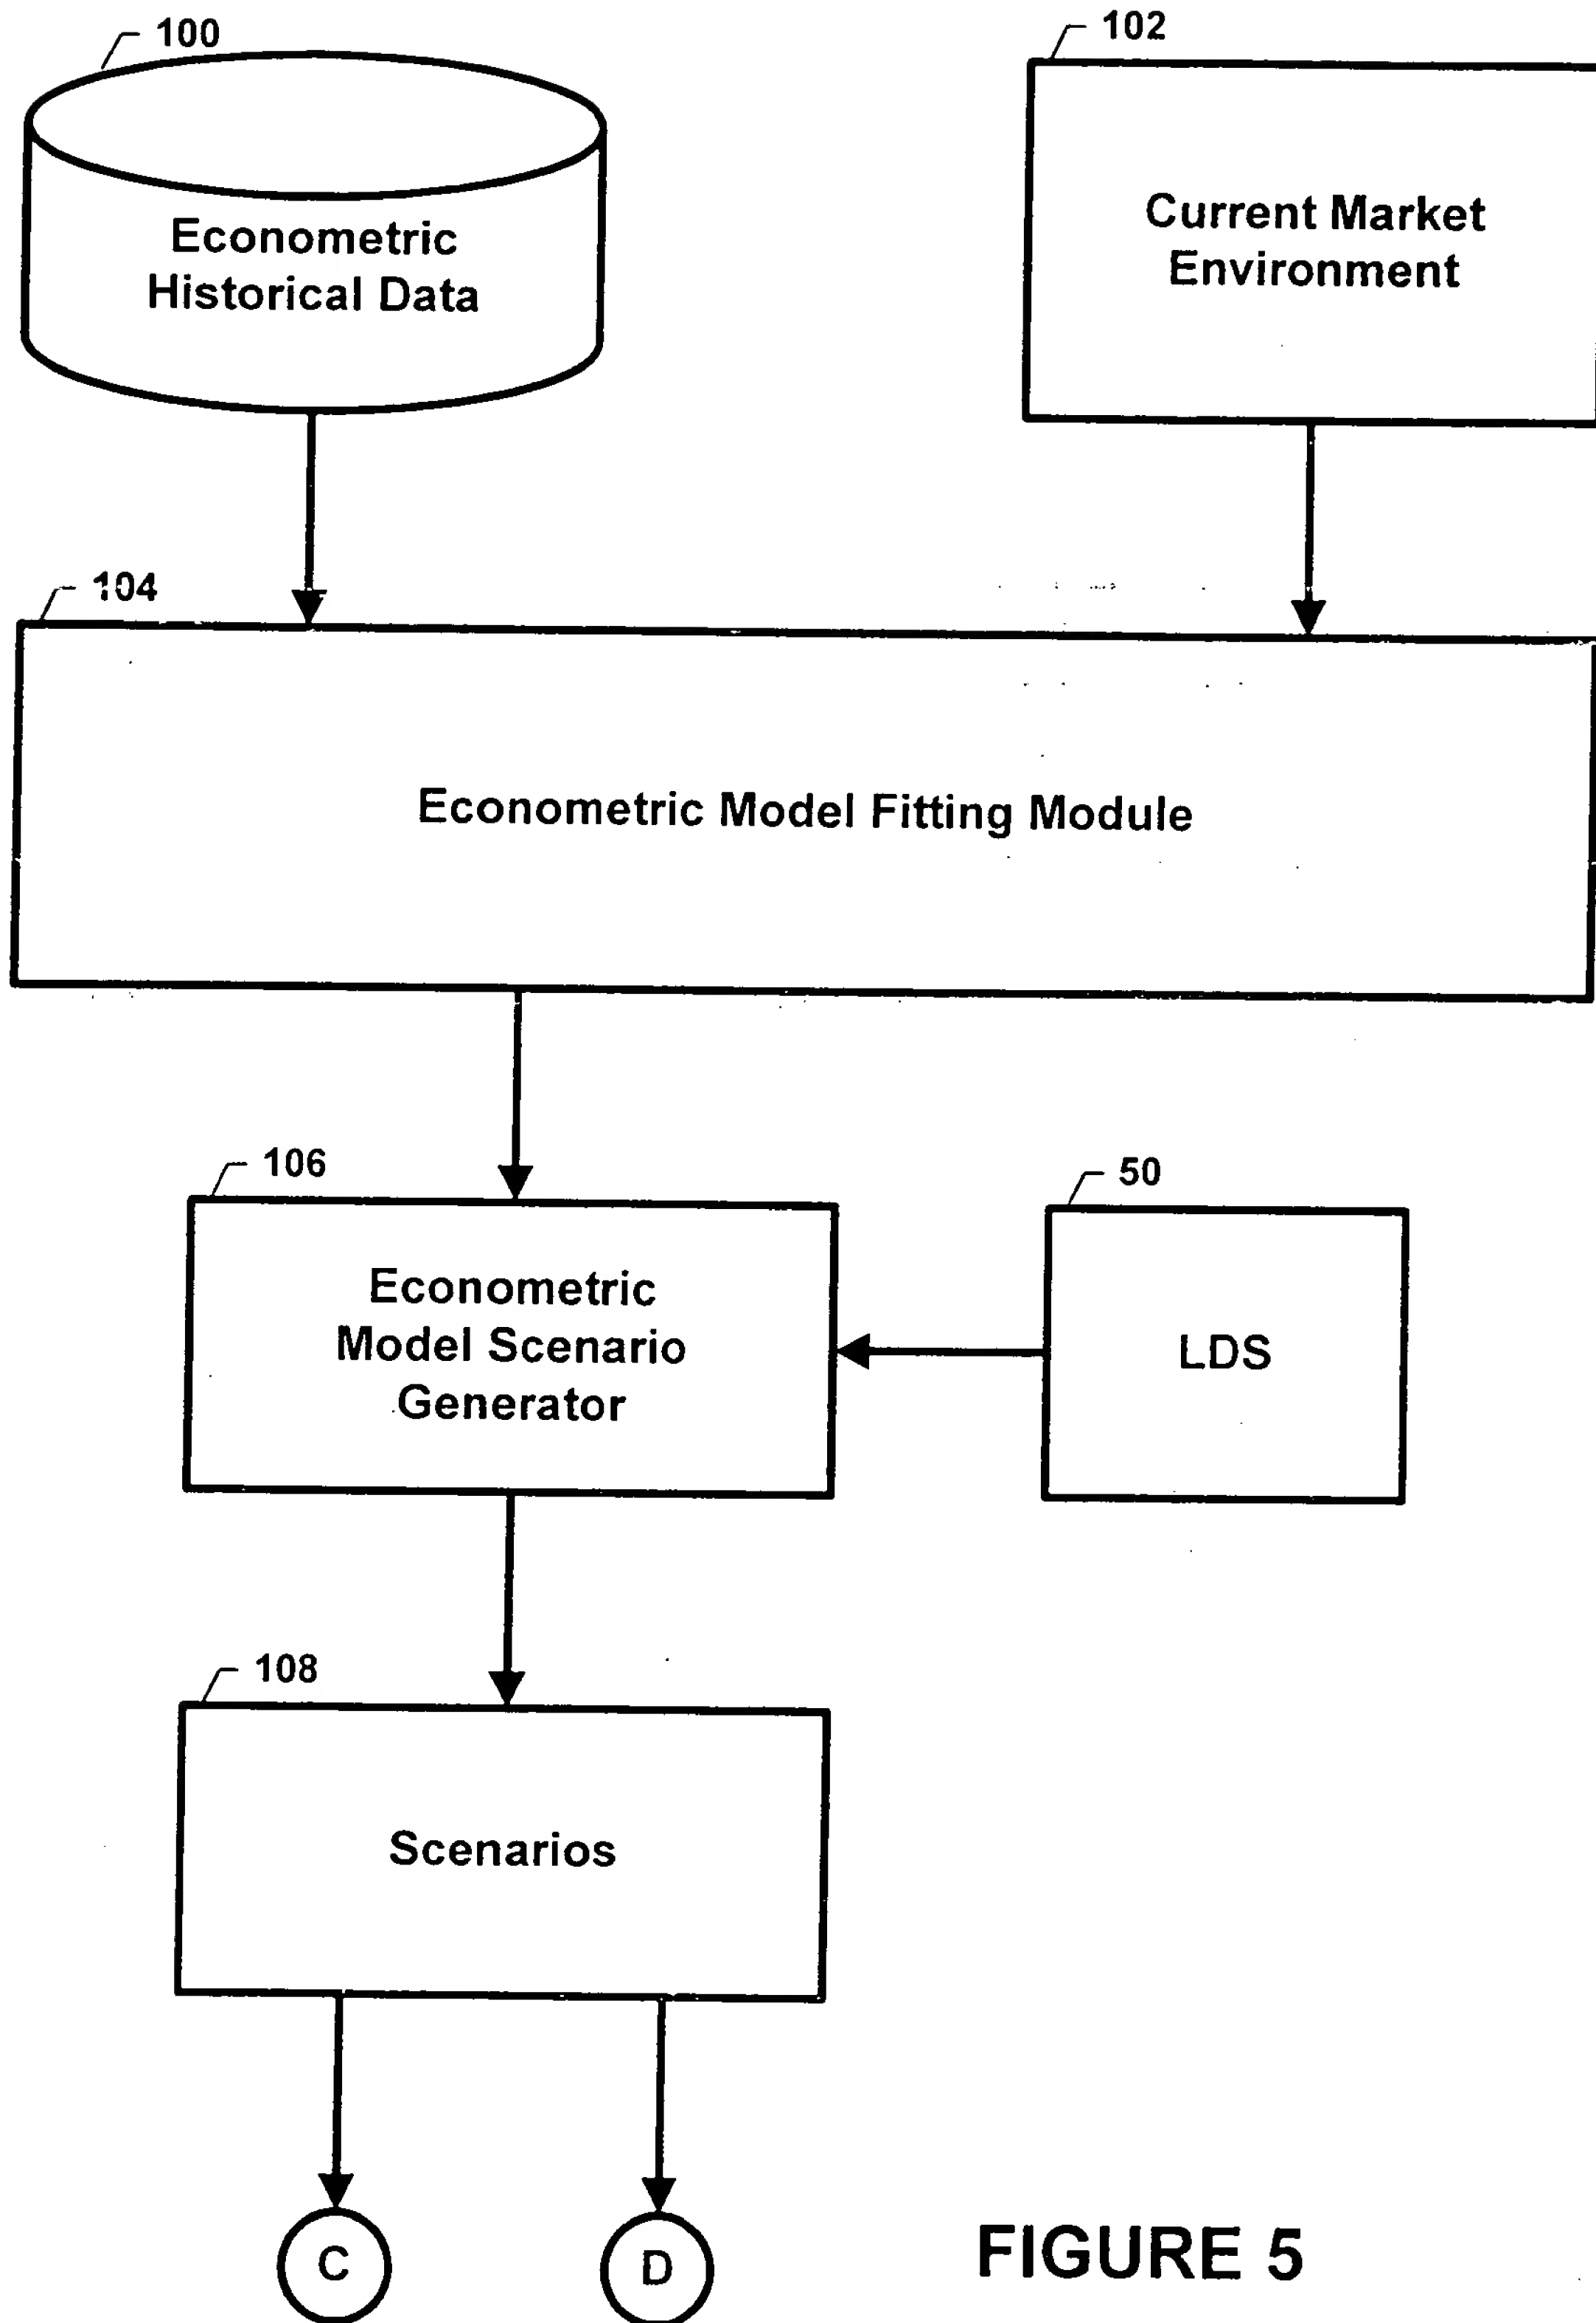 100
102
Econometric
Historical Data
Current Market
Environment
104
Econometric Model Fitting Module
106
50
Econometric
Model Scenario
Generator
LDS
108
Scenarios
C
D
FIGURE 5